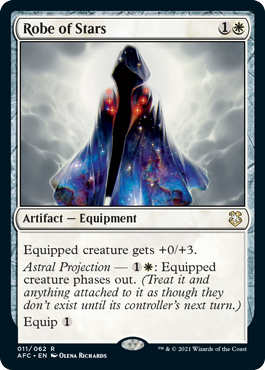 Robe of Stars 1
Artifact — Equipment
Equipped creature gets +0/+3.
Astral Projection — 1: Equipped
creature phases out. (Treat it and
anything attached to it as though they
don't exist until its controller's next turn.)
Equip 1
011/062 R
AFC • EN OLENA RICHARDS
™ & © 2021 Wizards of the Coast